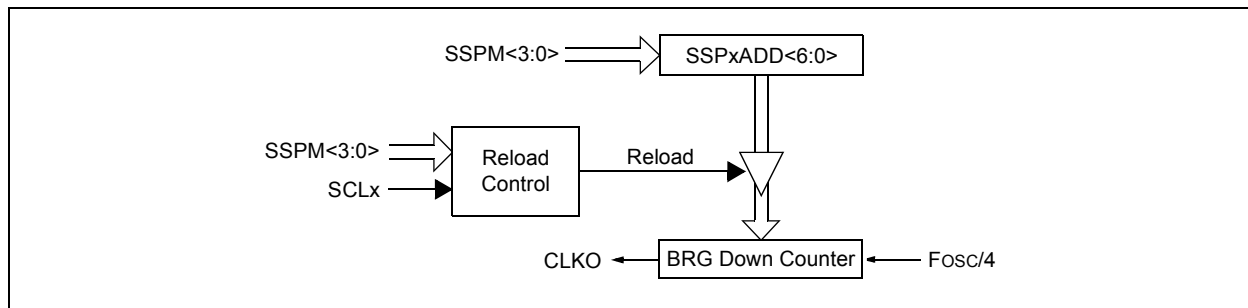 SSPM<3:0>
SSPxADD<6:0>
SSPM<3:0>
SCLx
Reload
Control
Reload
CLKO
BRG Down Counter
FOSC/4